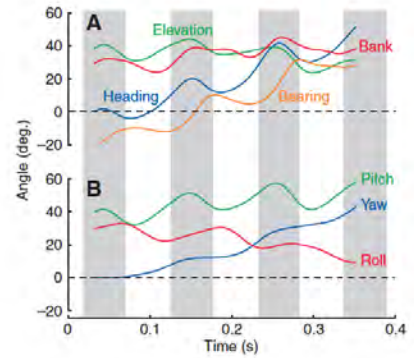 A
Elevation
Bank
Heading
Bearing
60
40
20
0
−20
Angle (deg.)
B
Pitch
Yaw
Roll
60
40
20
0
−20
0
0.1
0.2
0.3
0.4
Time (s)